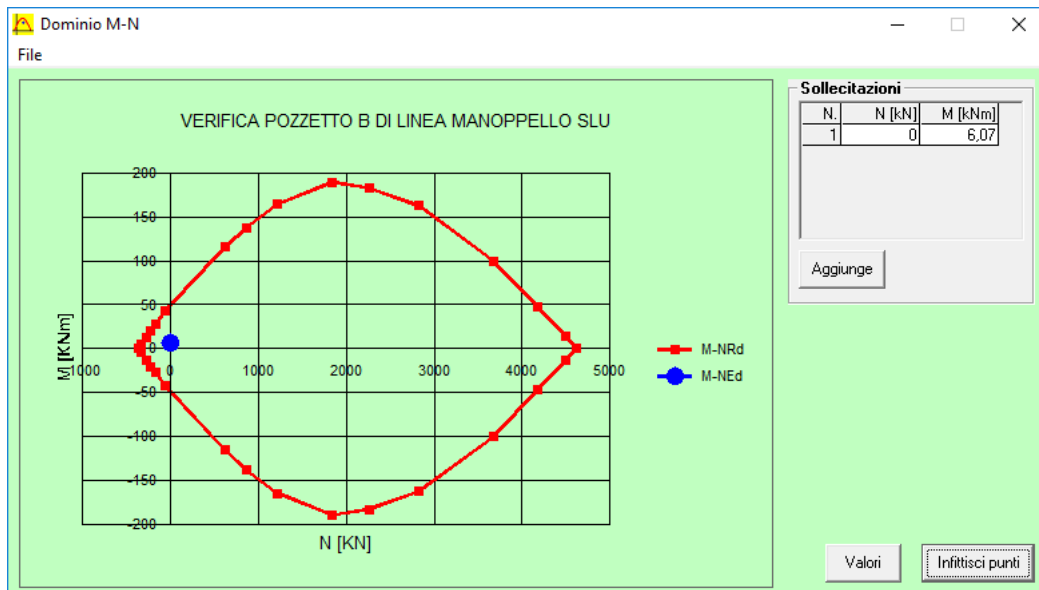 Dominio M-N
File
VERIFICA POZZETTO B DI LINEA MANOPPELLO SLU
200
150
100
50
0
-50
-100
-150
-200
M [KNm]
-1000 0 1000 2000 3000 4000 5000
N [KN]
M-NRd
M-NEd
Sollecitazioni
N. N [kN] M [kNm]
1 0 6,07
Aggiunge
Valori
Infittisci punti